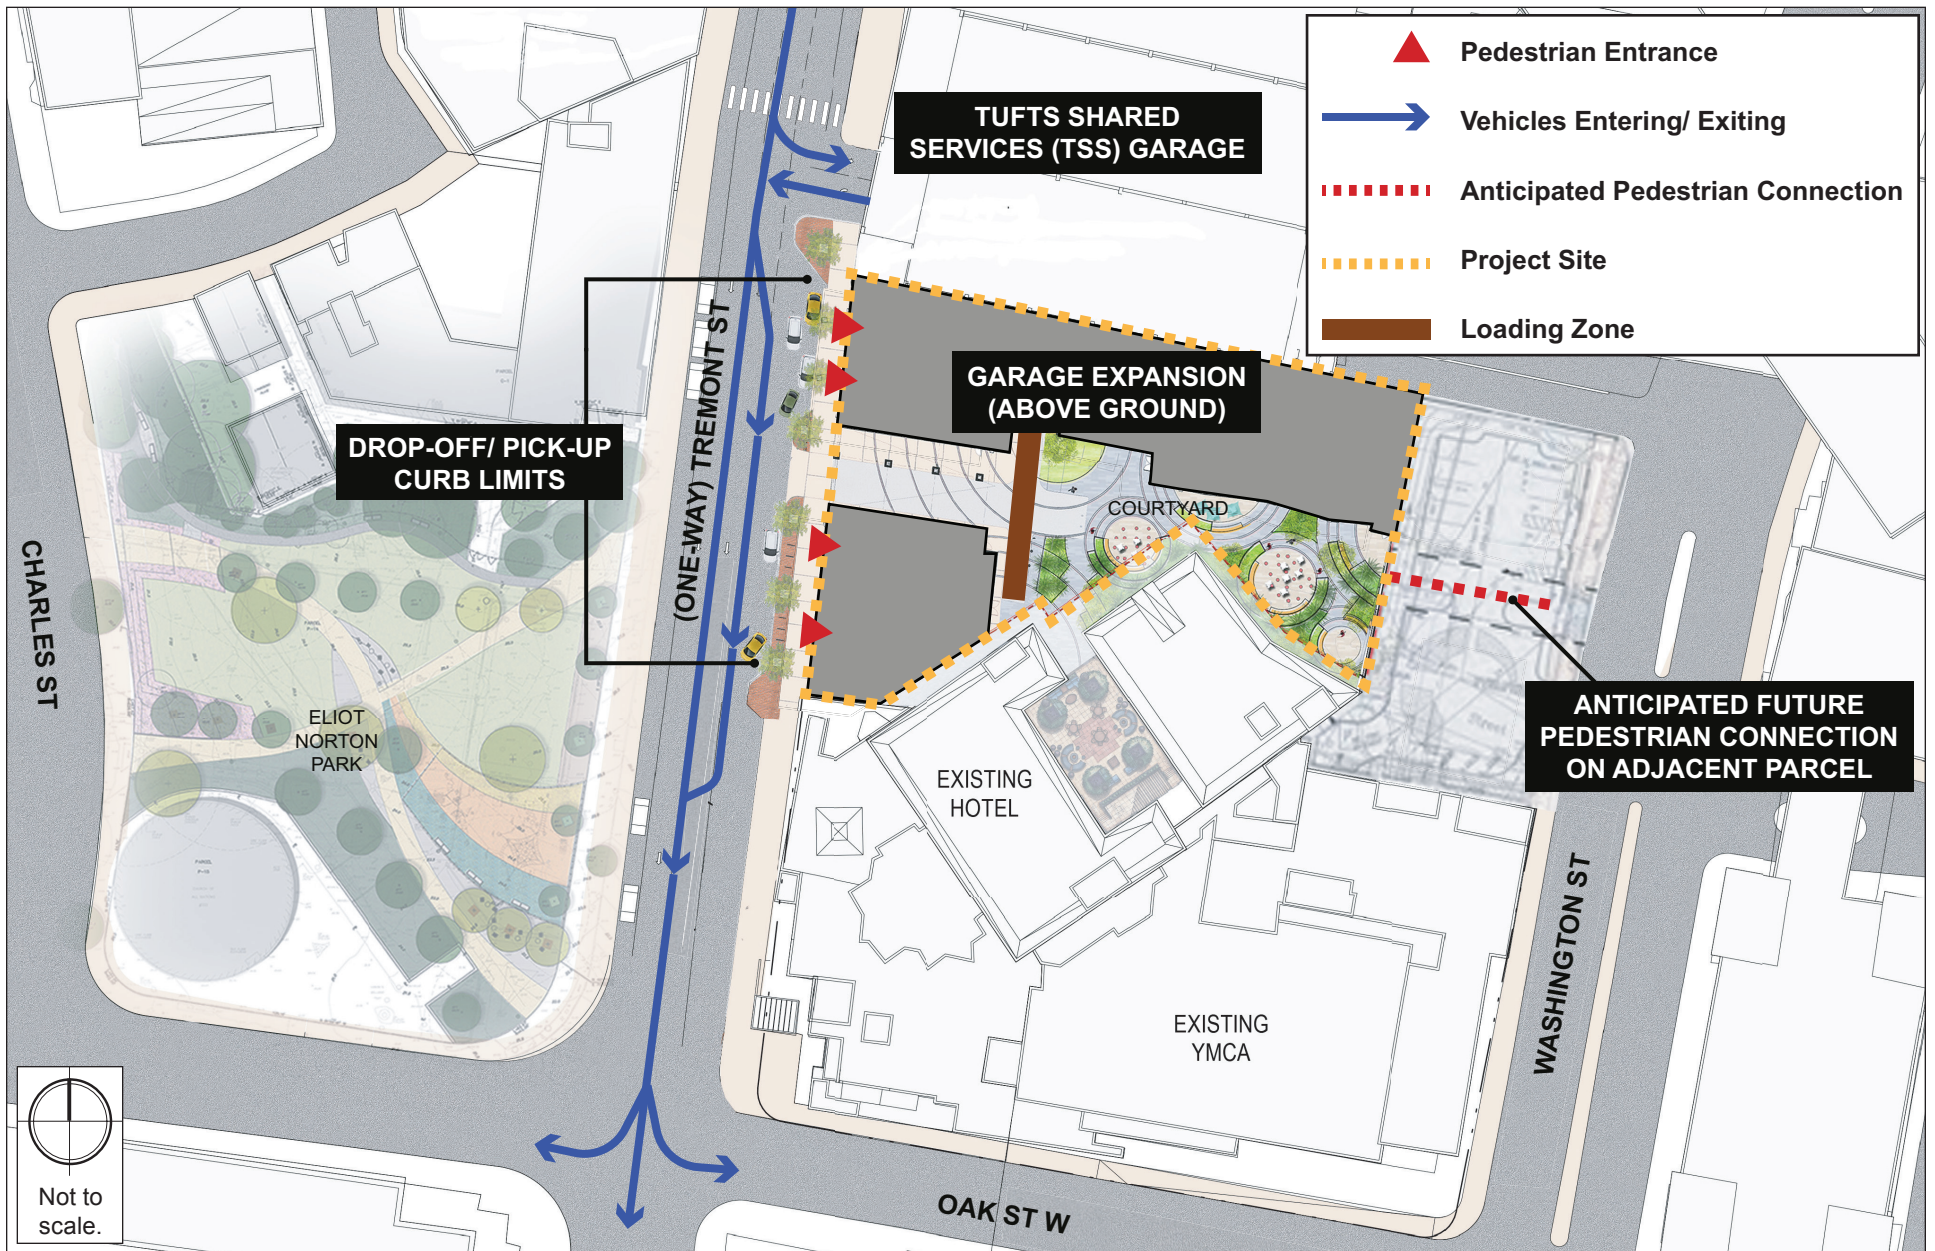 Pedestrian Entrance
Vehicles Entering/ Exiting
Anticipated Pedestrian Connection
Project Site
Loading Zone
TUFTS SHARED
SERVICES (TSS) GARAGE
GARAGE EXPANSION
(ABOVE GROUND)
DROP-OFF/ PICK-UP
CURB LIMITS
(ONE-WAY) TREMONT ST
COURTYARD
CHARLES ST
ELIOT
NORTON
PARK
EXISTING
HOTEL
ANTICIPATED FUTURE
PEDESTRIAN CONNECTION
ON ADJACENT PARCEL
Street
EXISTING
YMCA
WASHINGTON ST
OAK ST W
Not to
scale.